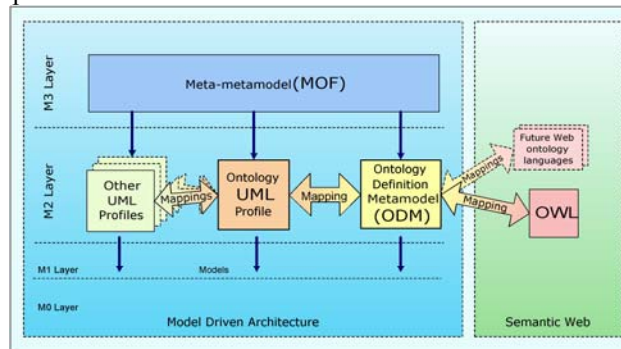 M3 Layer
Meta-metamodel(MOF)
M2 Layer
Other
UML
Profiles
Mappings
Ontology
UML
Profile
Mapping
Ontology
Definition
Metamodel
(ODM)
Mappings
Mapping
Future Web
ontology
languages
OWL
M1 Layer
Models
M0 Layer
Model Driven Architecture
Semantic Web